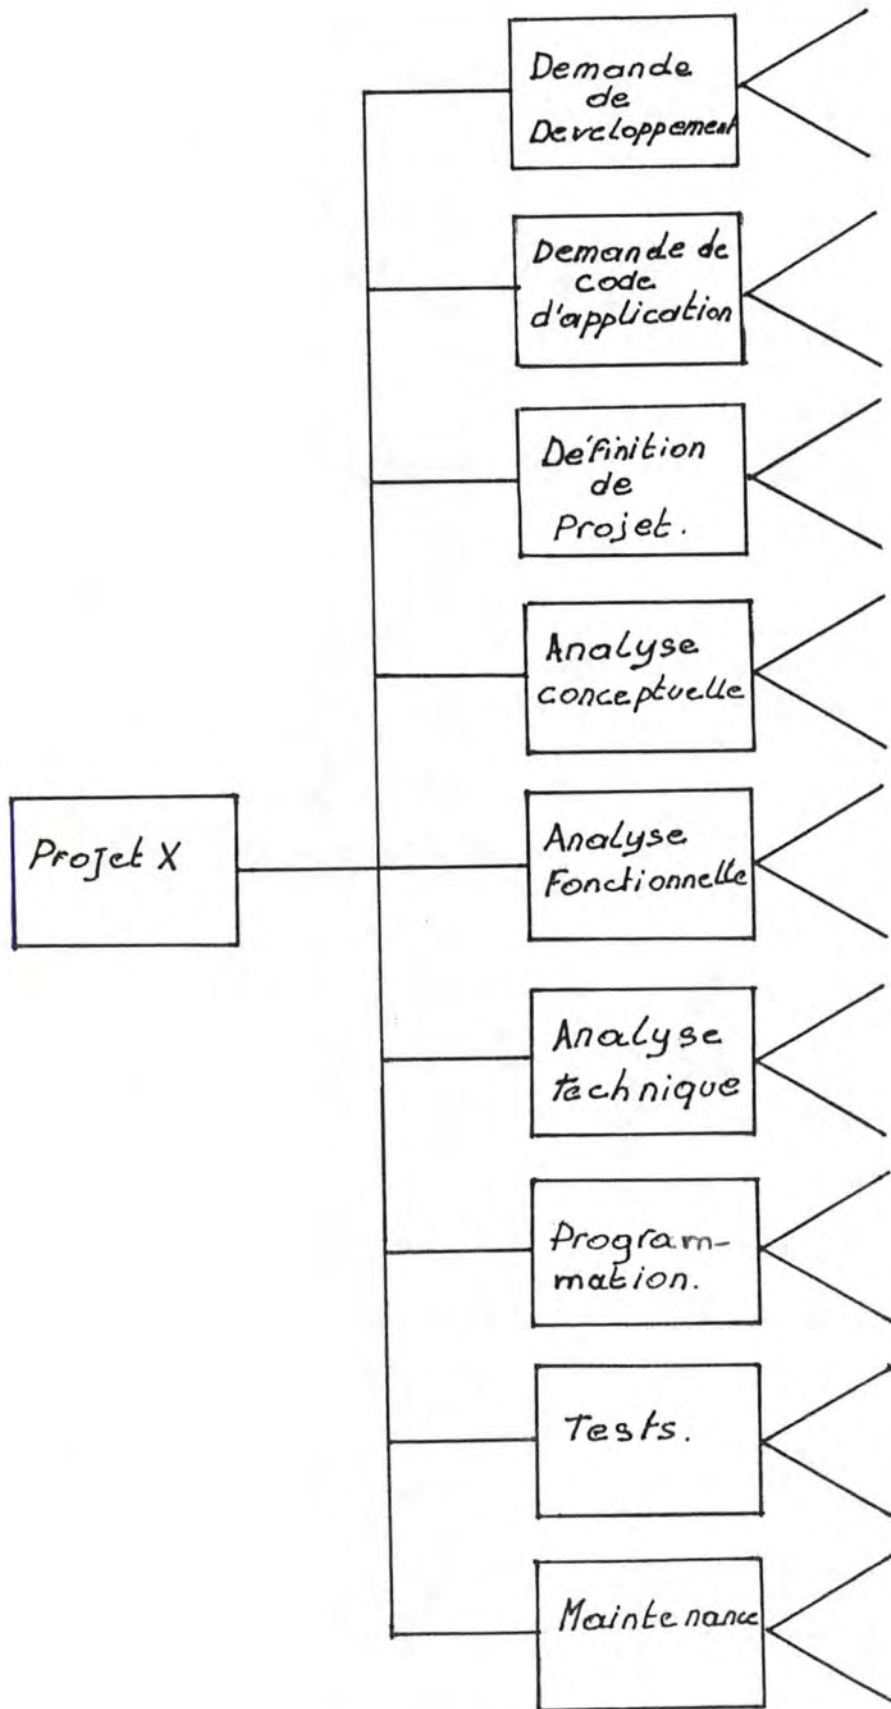 Demande
de
Developpement
Demande de
code
d'application
Définition
de
Projet.
Analyse
conceptuelle
Projet X
Analyse
Fonctionnelle
Analyse
technique
Program-
mation.
Tests.
Maintenance